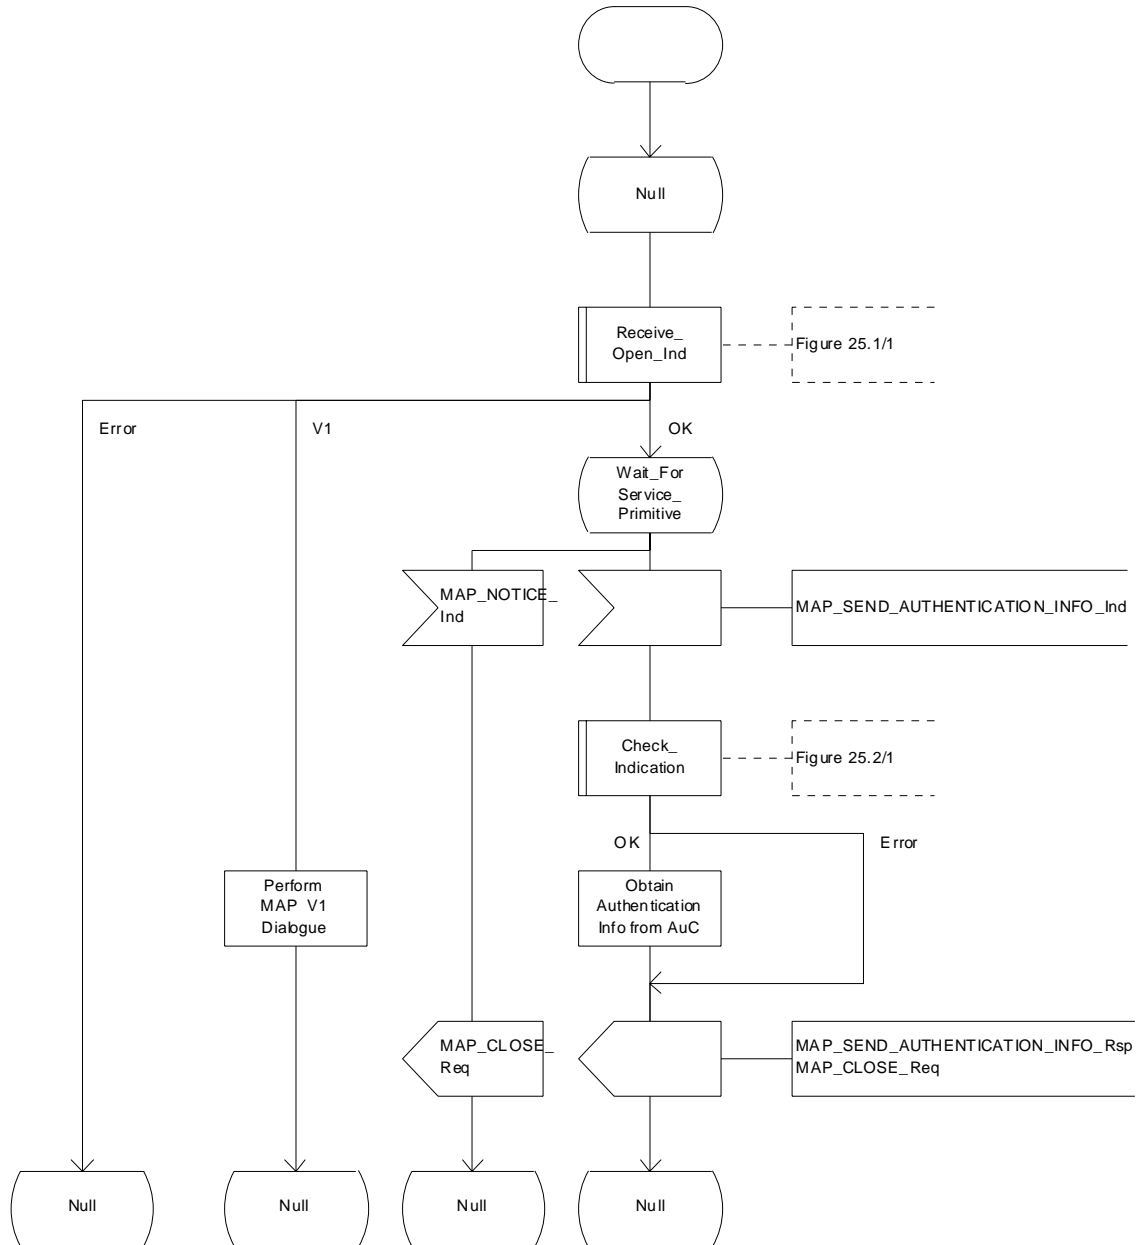 Null
Receive_
Open_Ind
Figure 25.1/1
Error
V1
OK
Wait_For
Service_
Primitive
MAP_NOTICE_
Ind
MAP_SEND_AUTHENTICATION_INFO_Ind
Check_
Indication
Figure 25.2/1
OK
Error
Perform
MAP V1
Dialogue
Obtain
Authentication
Info from AuC
MAP_CLOSE_
Req
MAP_SEND_AUTHENTICATION_INFO_Rsp
MAP_CLOSE_Req
Null
Null
Null
Null